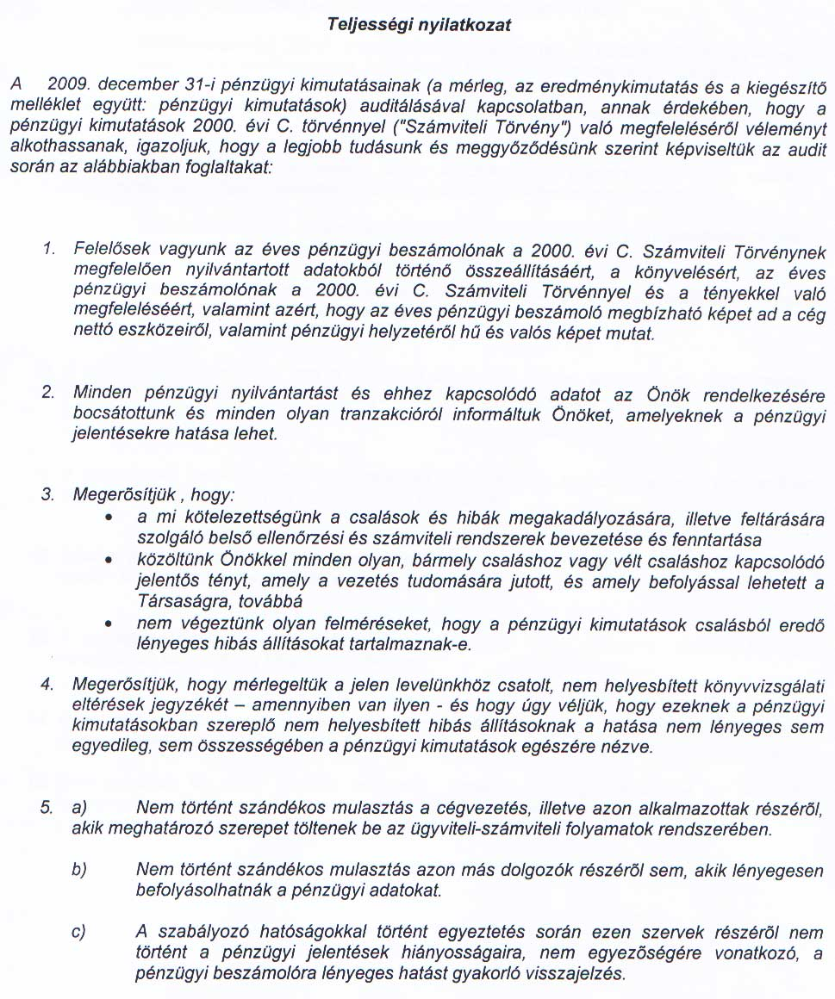 Teljességi nyilatkozat
A 2009. december 31-i pénzügyi kimutatásainak (a mérleg, az eredménykimutatás és a kiegészítő
melléklet együtt: pénzügyi kimutatások) auditálásával kapcsolatban, annak érdekében, hogy a
pénzügyi kimutatások 2000. évi C. törvénnyel ("Számviteli Törvény") való megfeleléséről véleményt
alkothassanak, igazoljuk, hogy a legjobb tudásunk és meggyőződésünk szerint képviseltük az audit
során az alábbiakban foglaltakat:
1. Felelősek vagyunk az éves pénzügyi beszámolónak a 2000. évi C. Számviteli Törvénynek
megfelelően nyilvántartott adatokból történő összeállításáért, a könyvelésért, az éves
pénzügyi beszámolónak a 2000. évi C. Számviteli Törvénnyel és a tényekkel való
megfeleléséért, valamint azért, hogy az éves pénzügyi beszámoló megbízható képet ad a cég
nettó eszközeiről, valamint pénzügyi helyzetéről hű és valós képet mutat.
2. Minden pénzügyi nyilvántartást és ehhez kapcsolódó adatot az Önök rendelkezésére
bocsátottunk és minden olyan tranzakcióról informáltuk Önöket, amelyeknek a pénzügyi
jelentésekre hatása lehet.
3. Megerõsítjük , hogy:
• a mi kötelezettségünk a csalások és hibák megakadályozására, illetve feltárására
szolgáló belső ellenőrzési és számviteli rendszerek bevezetése és fenntartása
• közöltünk Önökkel minden olyan, bármely csaláshoz vagy vélt csaláshoz kapcsolódó
jelentős tényt, amely a vezetés tudomására jutott, és amely befolyással lehetett a
Társaságra, továbbá
• nem végeztünk olyan felméréseket, hogy a pénzügyi kimutatások csalásból eredő
lényeges hibás állításokat tartalmaznak-e.
4. Megerősítjük, hogy mérlegeltük a jelen levelünkhöz csatolt, nem helyesbített könyvvizsgálati
eltérések jegyzékét – amennyiben van ilyen - és hogy úgy véljük, hogy ezeknek a pénzügyi
kimutatásokban szereplő nem helyesbített hibás állításoknak a hatása nem lényeges sem
egyedileg, sem összességében a pénzügyi kimutatások egészére nézve.
5. a) Nem történt szándékos mulasztás a cégvezetés, illetve azon alkalmazottak részérõl,
akik meghatározó szerepet töltenek be az ügyviteli-számviteli folyamatok rendszerében.
b) Nem történt szándékos mulasztás azon más dolgozók részérõl sem, akik lényegesen
befolyásolhatnák a pénzügyi adatokat.
c) A szabályozó hatóságokkal történt egyeztetés során ezen szervek részérõl nem
történt a pénzügyi jelentések hiányosságaira, nem egyezõségére vonatkozó, a
pénzügyi beszámolóra lényeges hatást gyakorló visszajelzés.